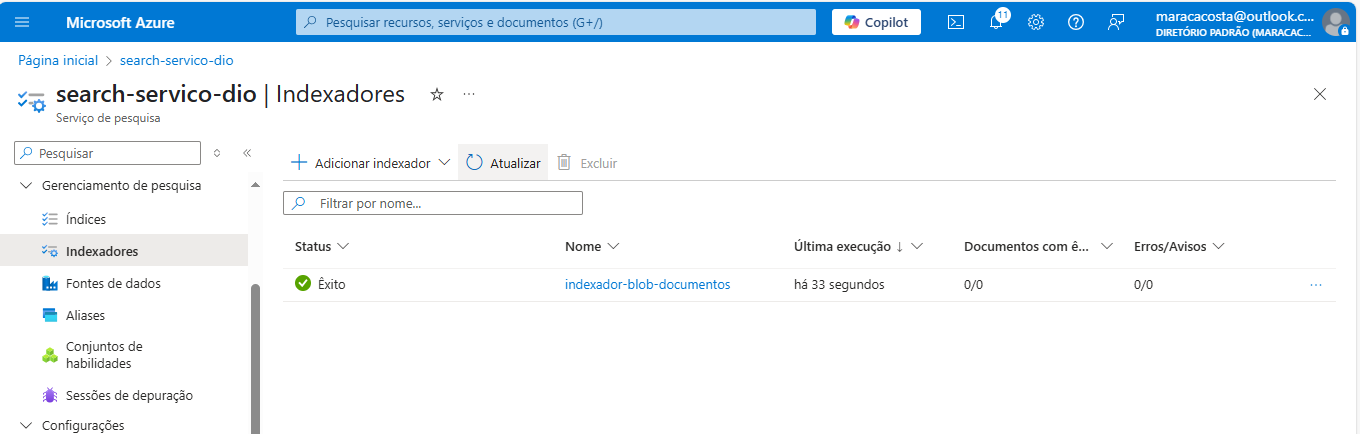 Microsoft Azure
Pesquisar recursos, serviços e documentos (G+/)
Copilot
11
maracacosta@outlook.c...
DIRETÓRIO PADRÃO (MARACAC...
Página inicial > search-servico-dio
search-servico-dio | Indexadores
Serviço de pesquisa
Pesquisar
Gerenciamento de pesquisa
Índices
Indexadores
Fontes de dados
Aliases
Conjuntos de
habilidades
Sessões de depuração
Configurações
Adicionar indexador
Atualizar
Excluir
Filtrar por nome...
Status Nome Última execução ↓ Documentos com ê... Erros/Avisos
Êxito indexador-blob-documentos há 33 segundos 0/0 0/0